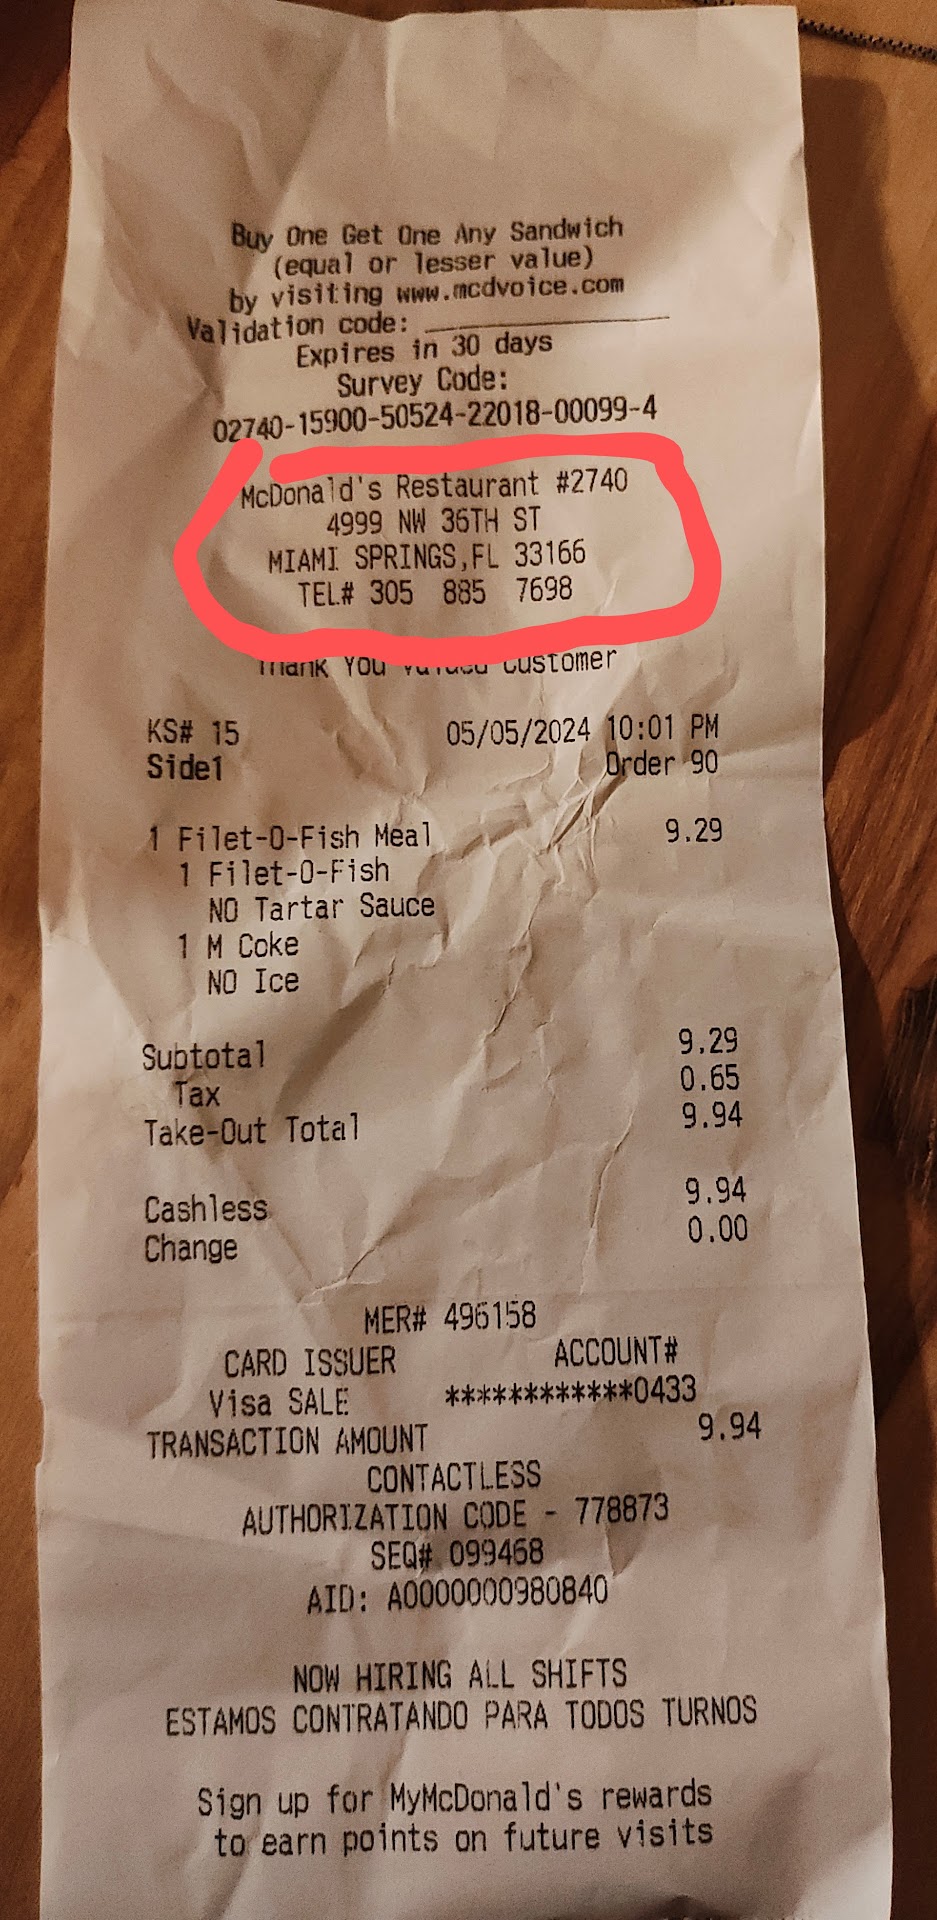 Buy One Get One Any Sandwich
(equal or lesser value)
by visiting www.mcdvoice.com
Validation code:
Expires in 30 days
Survey Code:
02740-15900-50524-22018-00099-4
McDonald's Restaurant #2740
4999 NW 36TH ST
MIAMI SPRINGS,FL 33166
TEL# 305 885 7698
Thank You Valued Customer
KS# 15 05/05/2024 10:01 PM
Side1 Order 90
1 Filet-O-Fish Meal 9.29
1 Filet-O-Fish
NO Tartar Sauce
1 M Coke
NO Ice
Subtotal 9.29
Tax 0.65
Take-Out Total 9.94
Cashless 9.94
Change 0.00
MER# 496158
CARD ISSUER ACCOUNT#
Visa SALE ************0433
TRANSACTION AMOUNT 9.94
CONTACTLESS
AUTHORIZATION CODE - 778873
SEQ# 099468
AID: A0000000980840
NOW HIRING ALL SHIFTS
ESTAMOS CONTRATANDO PARA TODOS TURNOS
Sign up for MyMcDonald's rewards
to earn points on future visits